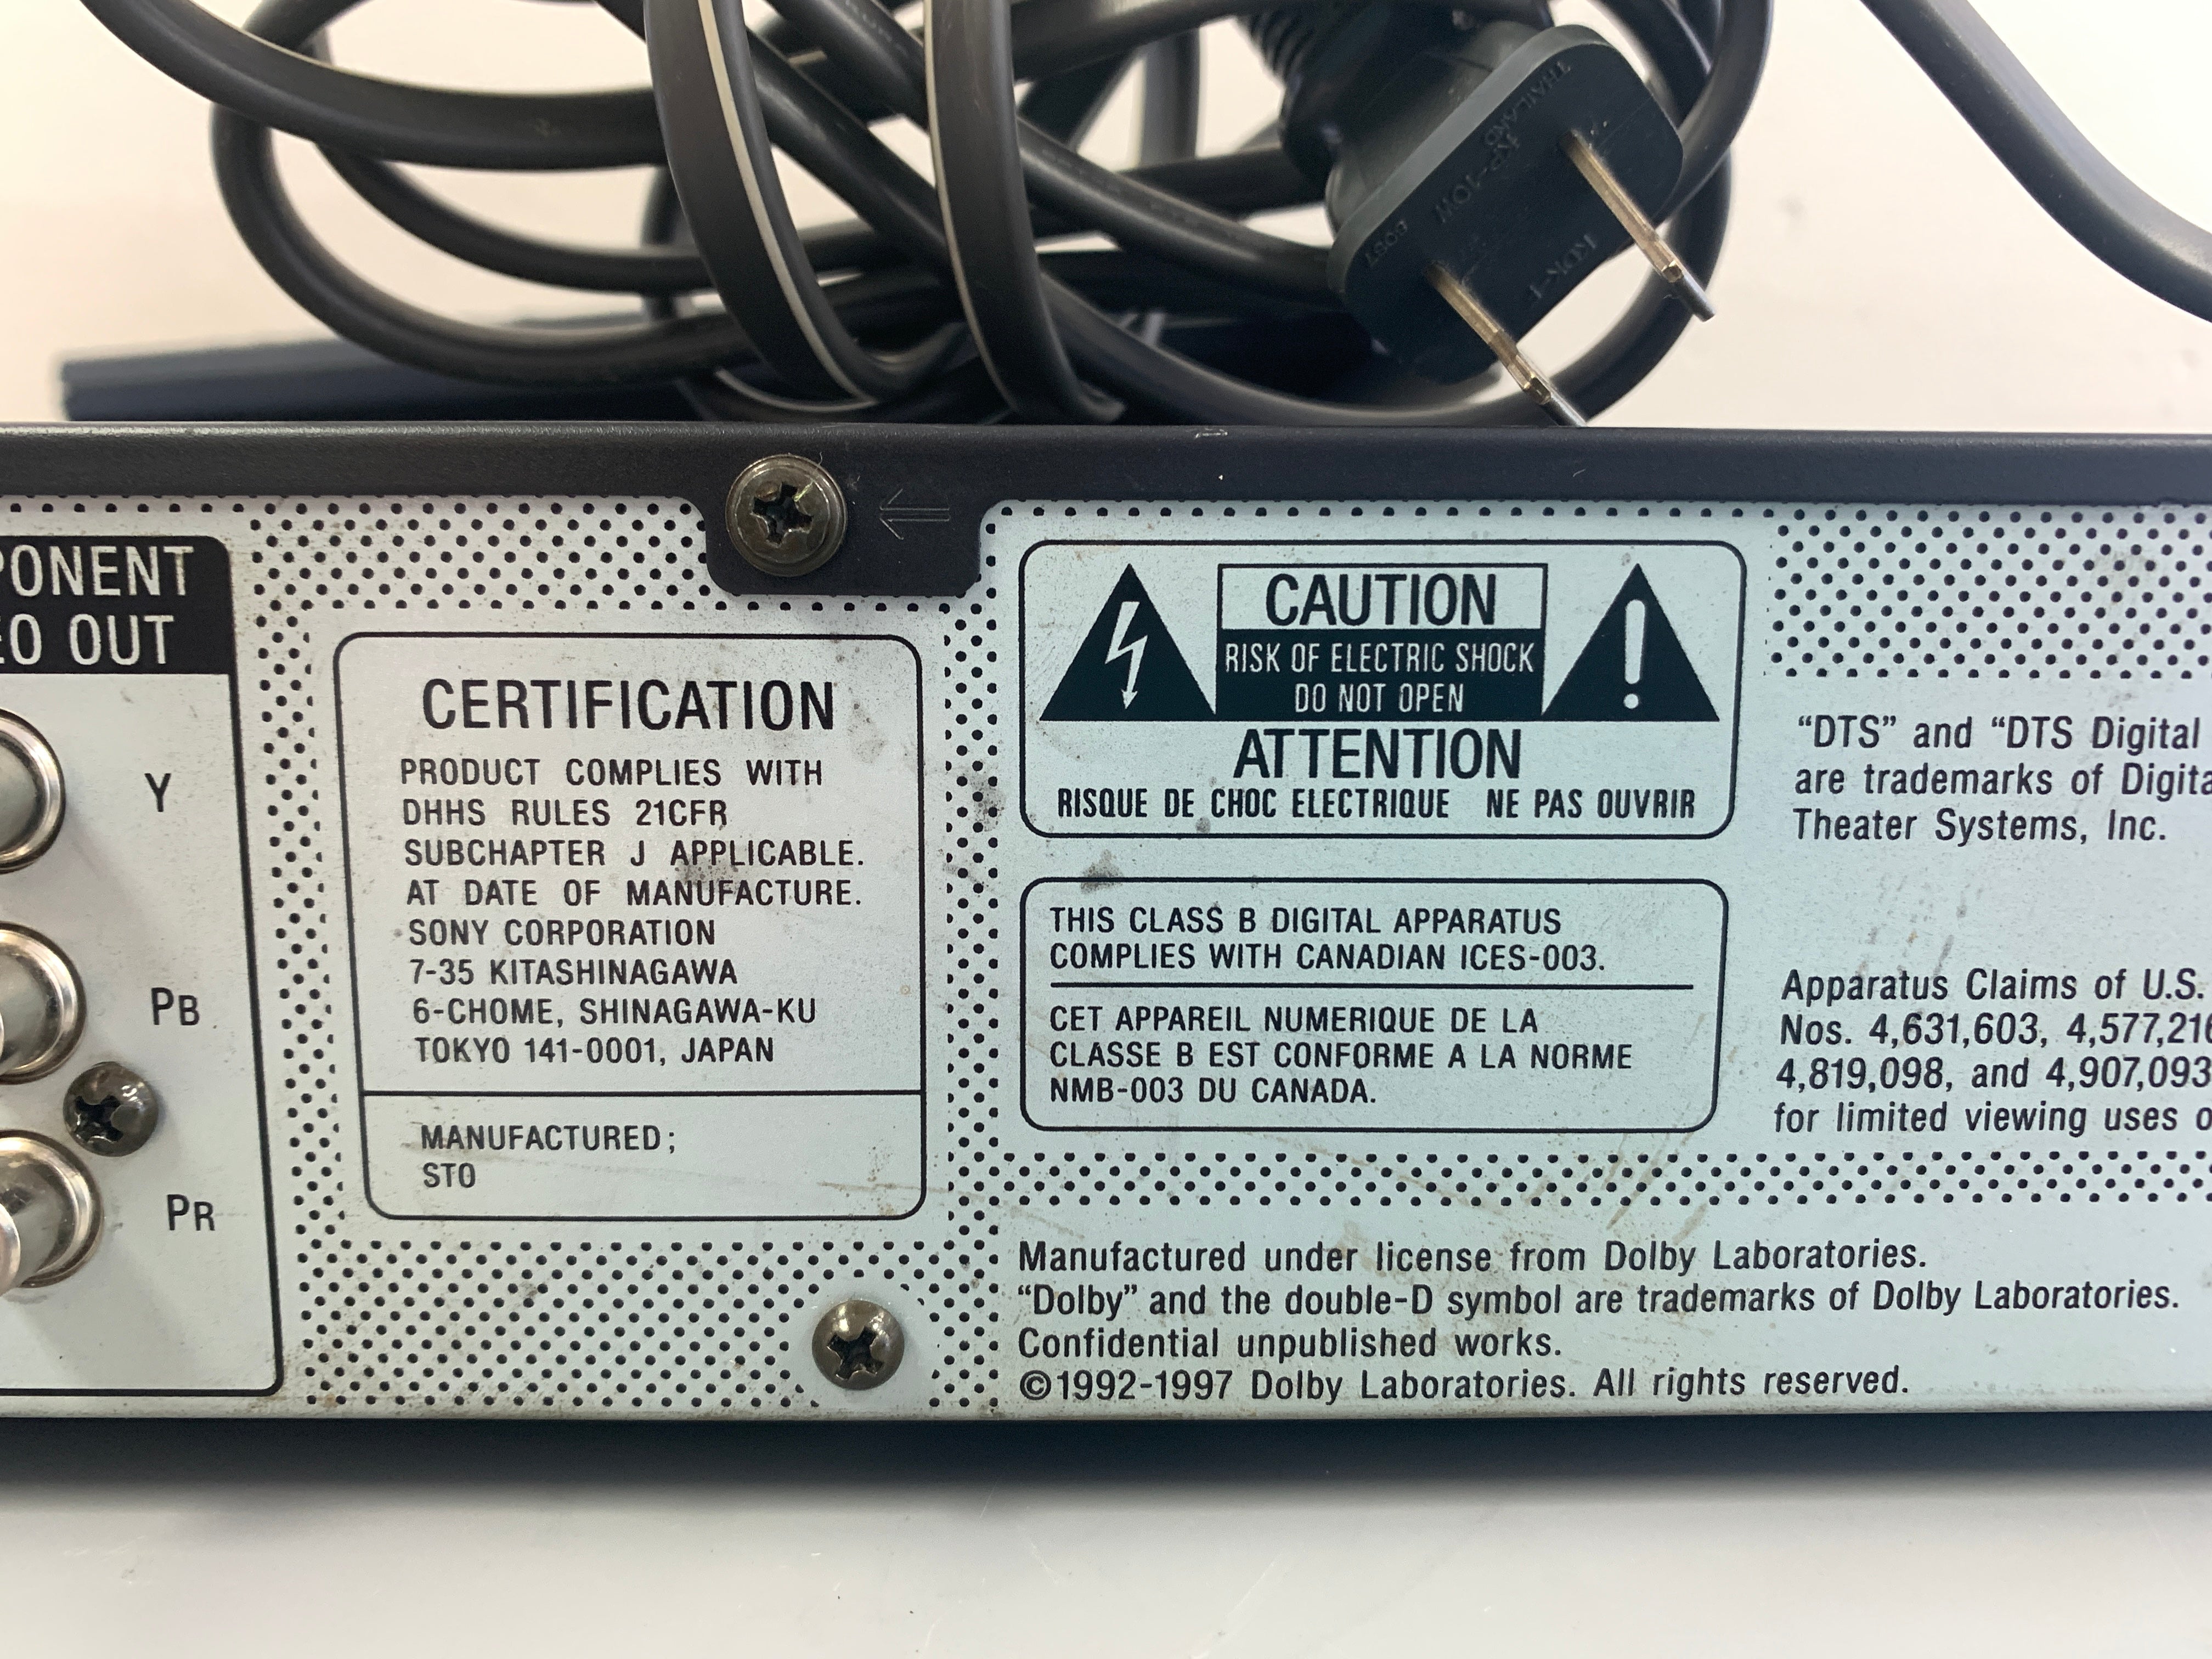 THAILAND
KP-10W
PONENT
EO OUT
Y
PB
PR
CERTIFICATION
PRODUCT COMPLIES WITH
DHHS RULES 21CFR
SUBCHAPTER J APPLICABLE.
AT DATE OF MANUFACTURE.
SONY CORPORATION
7-35 KITASHINAGAWA
6-CHOME, SHINAGAWA-KU
TOKYO 141-0001, JAPAN
MANUFACTURED;
STO
CAUTION
RISK OF ELECTRIC SHOCK
DO NOT OPEN
ATTENTION
RISQUE DE CHOC ELECTRIQUE NE PAS OUVRIR
THIS CLASS B DIGITAL APPARATUS
COMPLIES WITH CANADIAN ICES-003.
CET APPAREIL NUMERIQUE DE LA
CLASSE B EST CONFORME A LA NORME
NMB-003 DU CANADA.
Manufactured under license from Dolby Laboratories.
“Dolby” and the double-D symbol are trademarks of Dolby Laboratories.
Confidential unpublished works.
©1992-1997 Dolby Laboratories. All rights reserved.
“DTS” and “DTS Digital
are trademarks of Digita
Theater Systems, Inc.
Apparatus Claims of U.S.
Nos. 4,631,603, 4,577,216
4,819,098, and 4,907,093
for limited viewing uses o